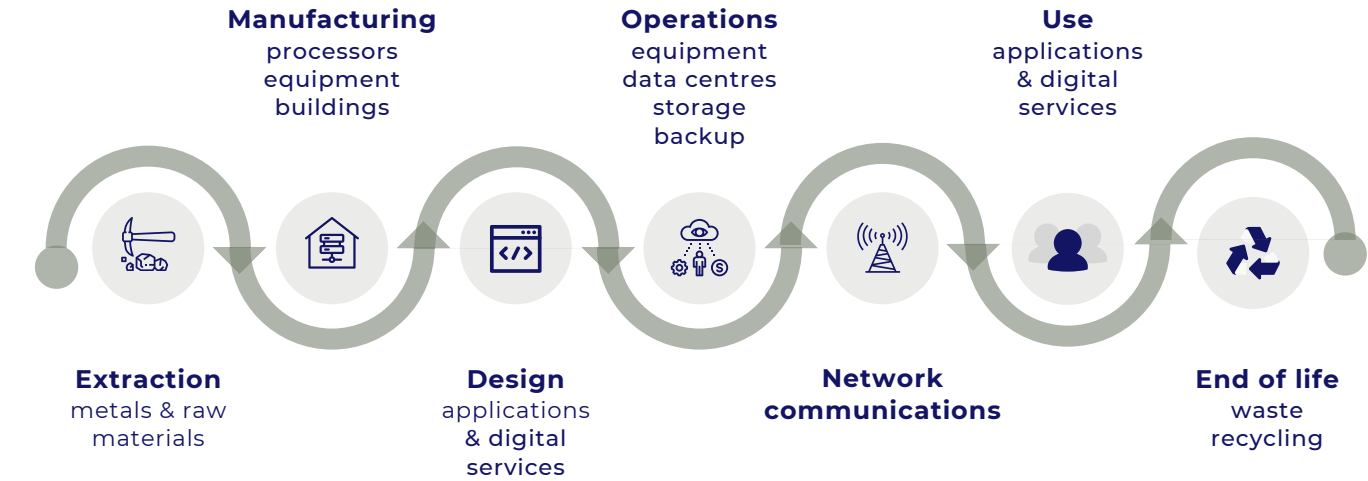 Extraction
metals & raw
materials
Manufacturing
processors
equipment
buildings
Design
applications
& digital
services
Operations
equipment
data centres
storage
backup
Network
communications
Use
applications
& digital
services
End of life
waste
recycling